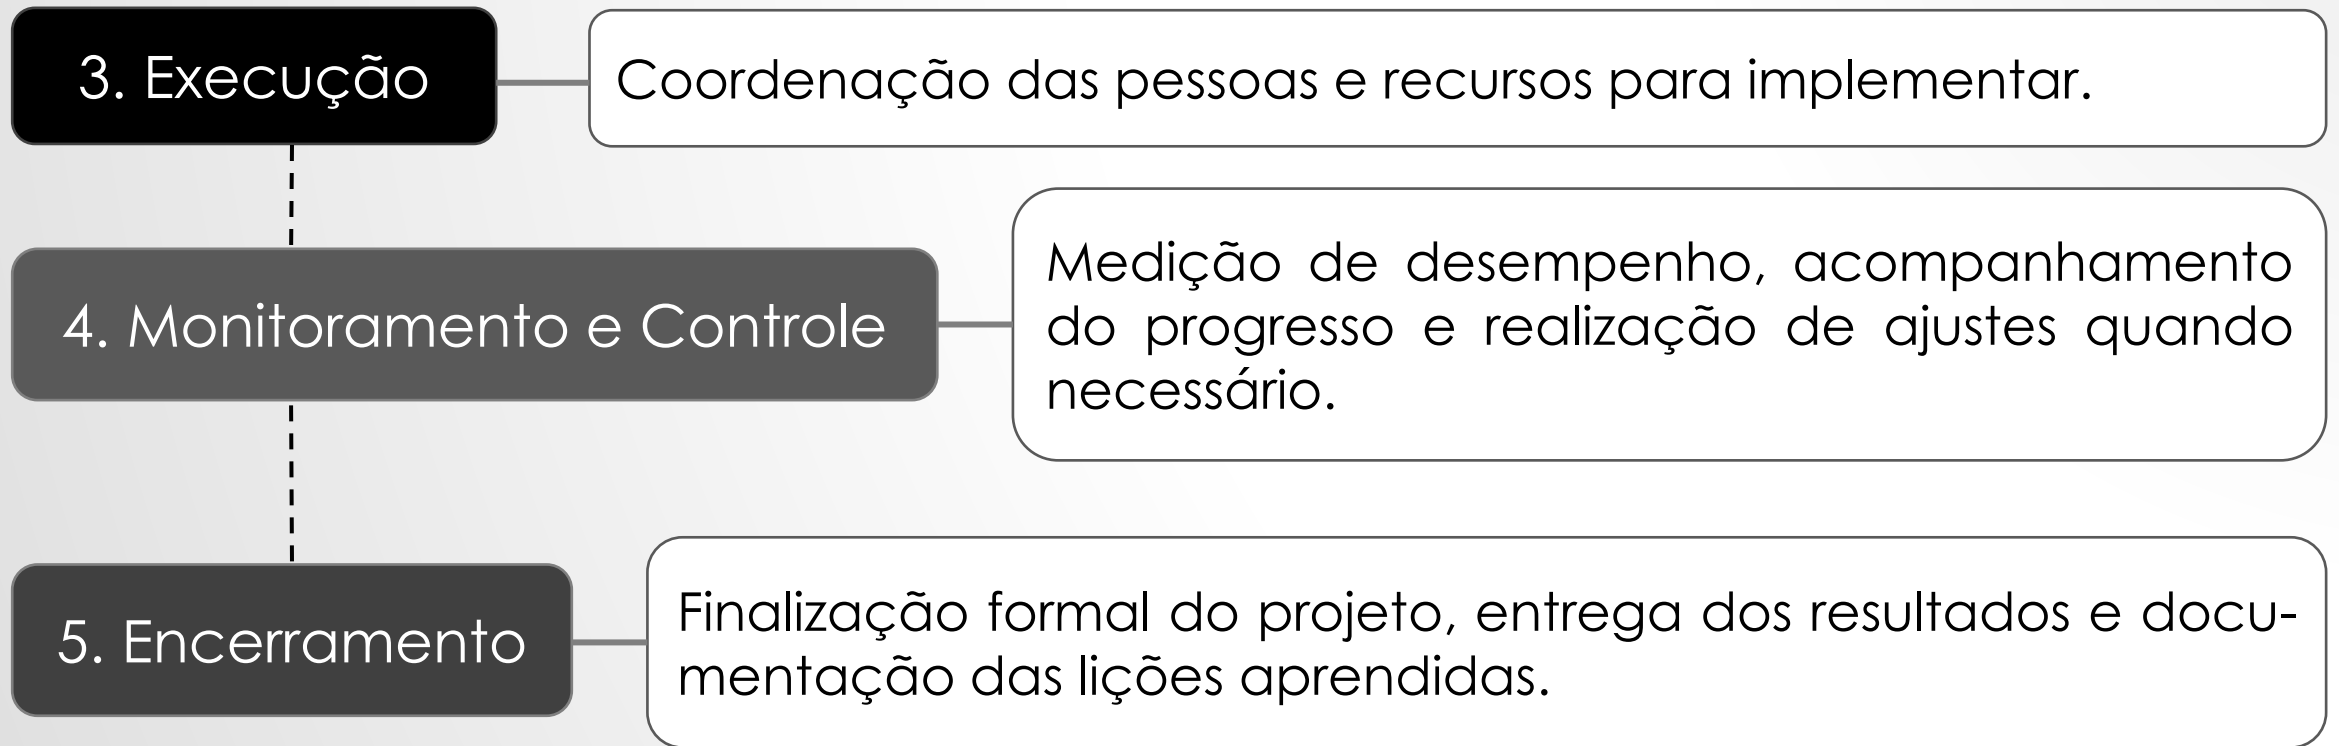 3. Execução
Coordenação das pessoas e recursos para implementar.
4. Monitoramento e Controle
Medição de desempenho, acompanhamento
do progresso e realização de ajustes quando
necessário.
5. Encerramento
Finalização formal do projeto, entrega dos resultados e docu-
mentação das lições aprendidas.